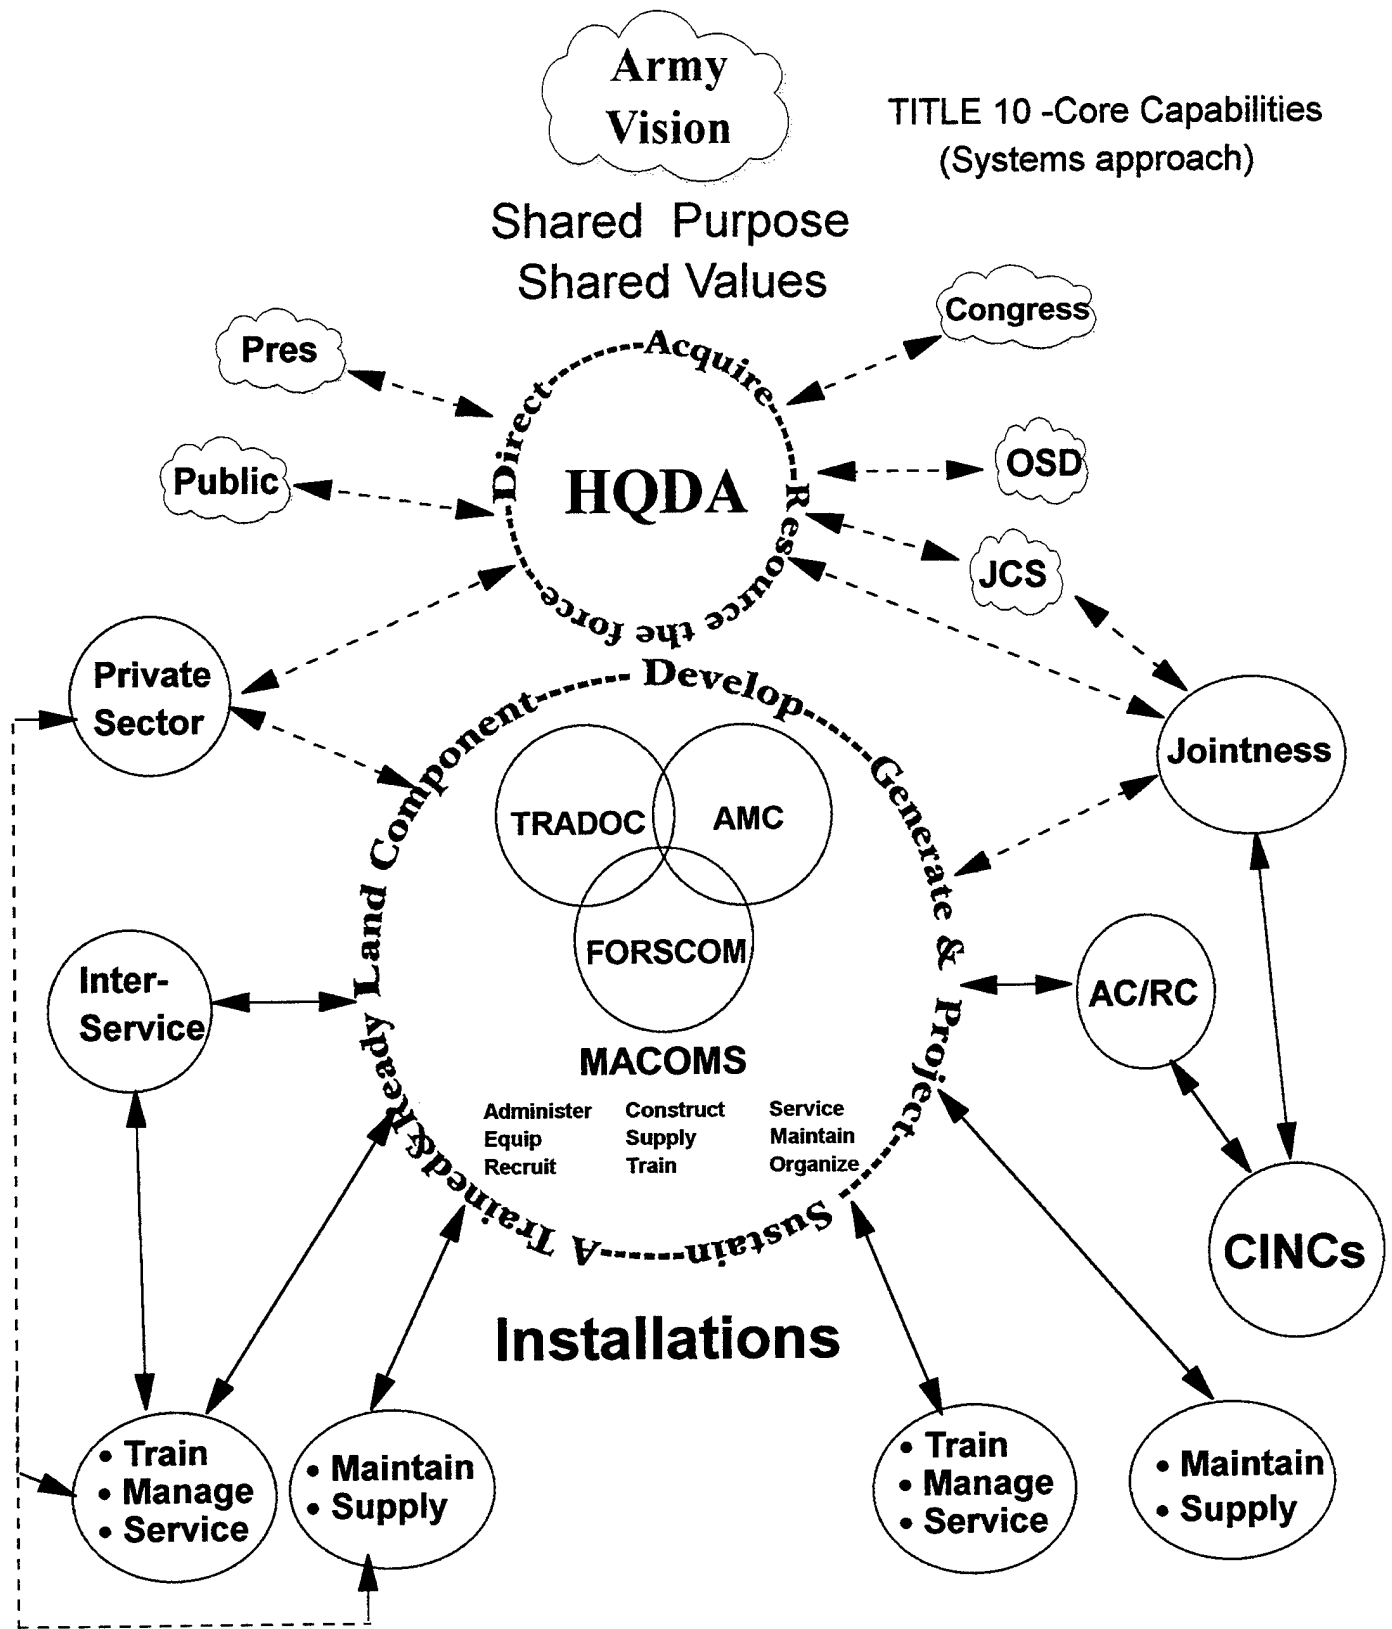 Army
Vision
TITLE 10 -Core Capabilities
(Systems approach)
Shared Purpose
Shared Values
Pres
Congress
Public
OSD
JCS
Direct-------Acquire------Resource the force------
HQDA
Private
Sector
Jointness
Develop------Generate & Project------Sustain------A Trained&Ready Land Component------
TRADOC
AMC
FORSCOM
Inter-
Service
AC/RC
MACOMS
Administer Construct Service
Equip Supply Maintain
Recruit Train Organize
CINCs
Installations
• Train
• Manage
• Service
• Maintain
• Supply
• Train
• Manage
• Service
• Maintain
• Supply